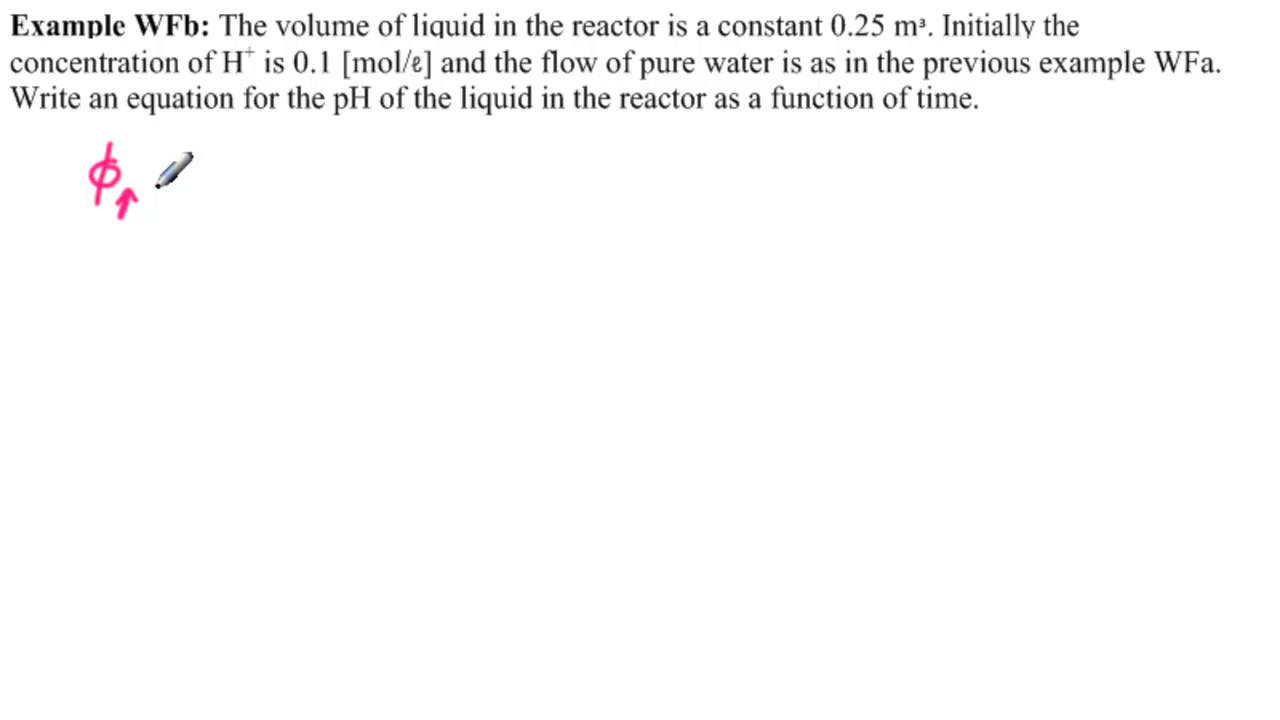 Example WFb: The volume of liquid in the reactor is a constant 0.25 m³. Initially the
concentration of H⁺ is 0.1 [mol/ℓ] and the flow of pure water is as in the previous example WFa.
Write an equation for the pH of the liquid in the reactor as a function of time.
ϕ↑